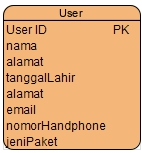 User
User ID PK
nama
alamat
tanggalLahir
alamat
email
nomorHandphone
jeniPaket